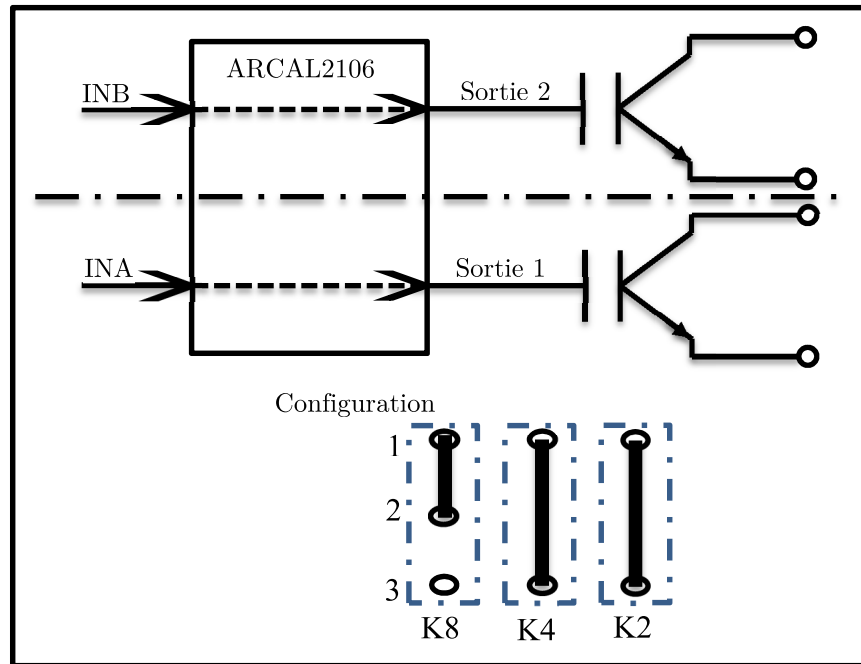 ARCAL2106
INB
Sortie 2
INA
Sortie 1
Configuration
1
2
3
K8 K4 K2